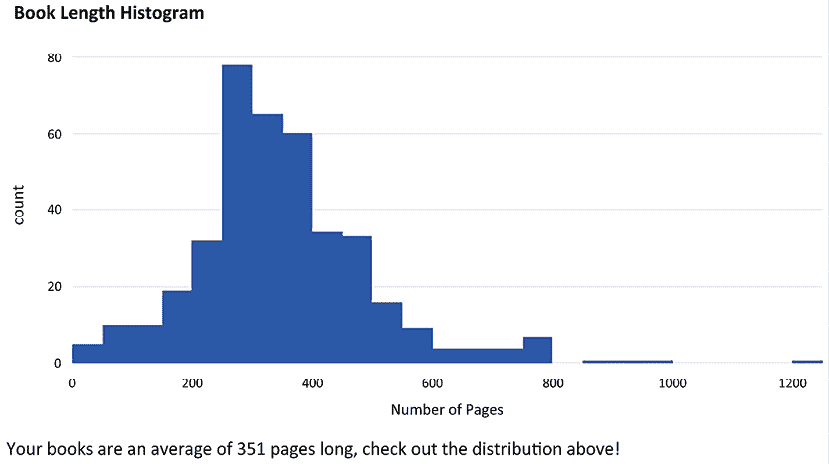 Book Length Histogram
80
60
40
20
0
count
0 200 400 600 800 1000 1200
Number of Pages
Your books are an average of 351 pages long, check out the distribution above!